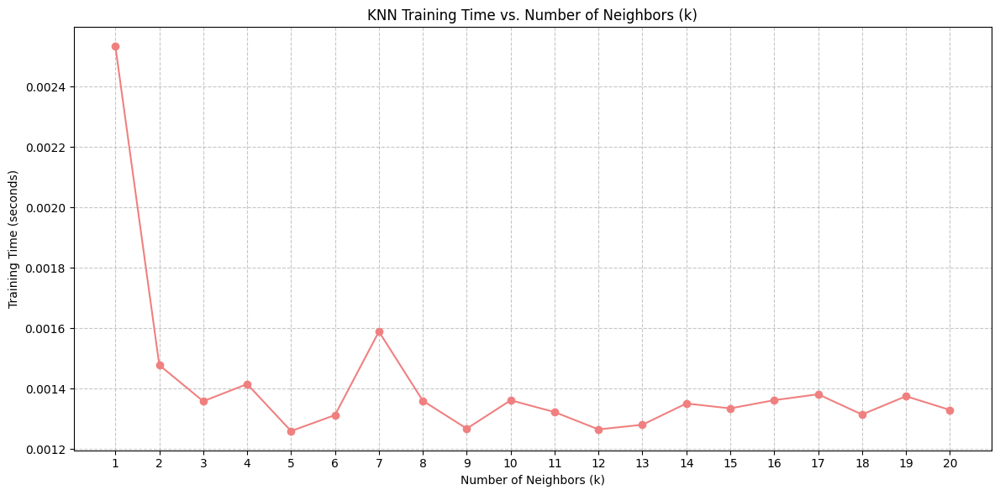 KNN Training Time vs. Number of Neighbors (k)
Training Time (seconds)
0.0024
0.0022
0.0020
0.0018
0.0016
0.0014
0.0012
1 2 3 4 5 6 7 8 9 10 11 12 13 14 15 16 17 18 19 20
Number of Neighbors (k)